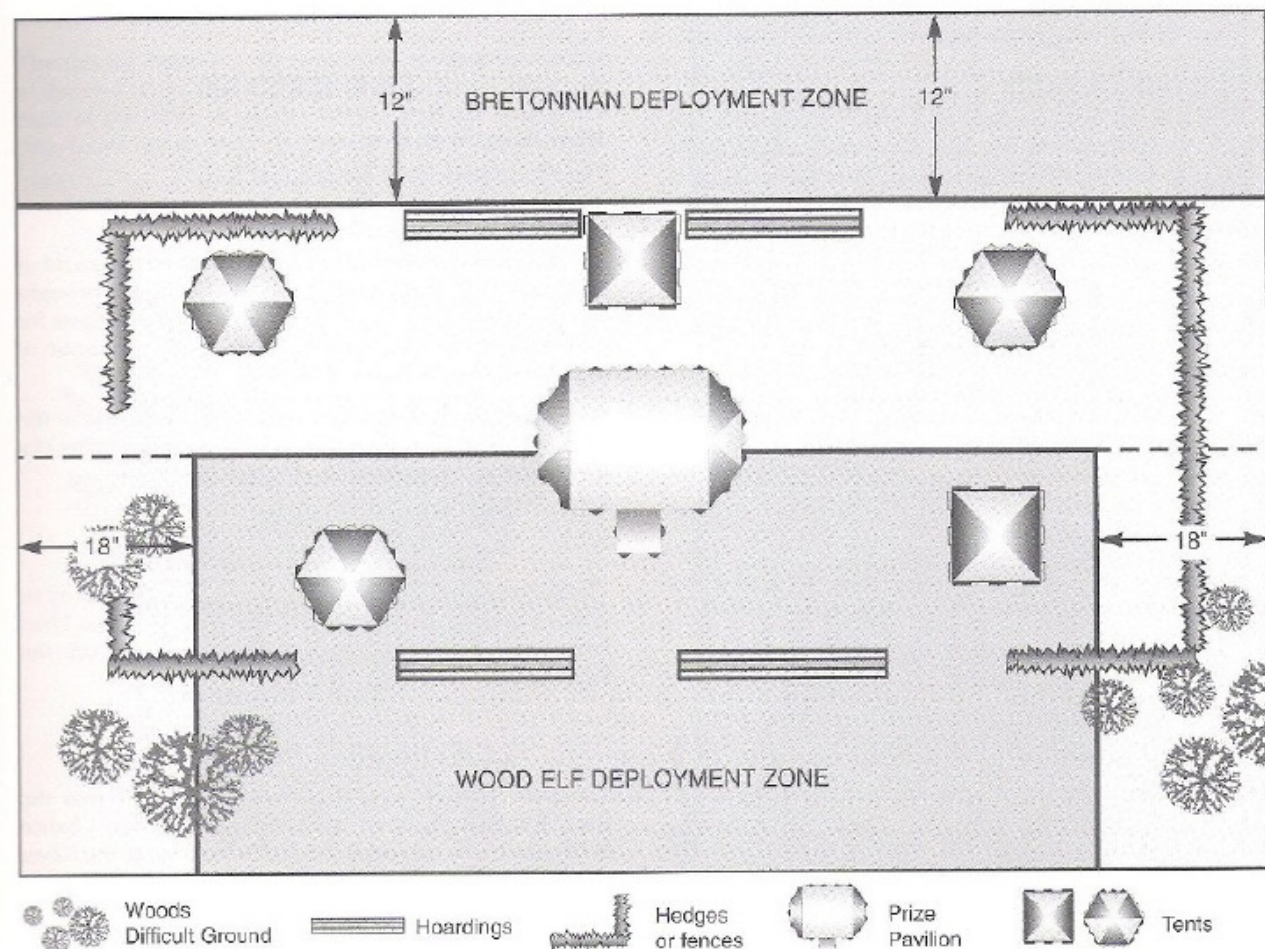 12" BRETONNIAN DEPLOYMENT ZONE 12"
18" 18"
WOOD ELF DEPLOYMENT ZONE
Woods
Difficult Ground
Hoardings
Hedges
or fences
Prize
Pavilion
Tents